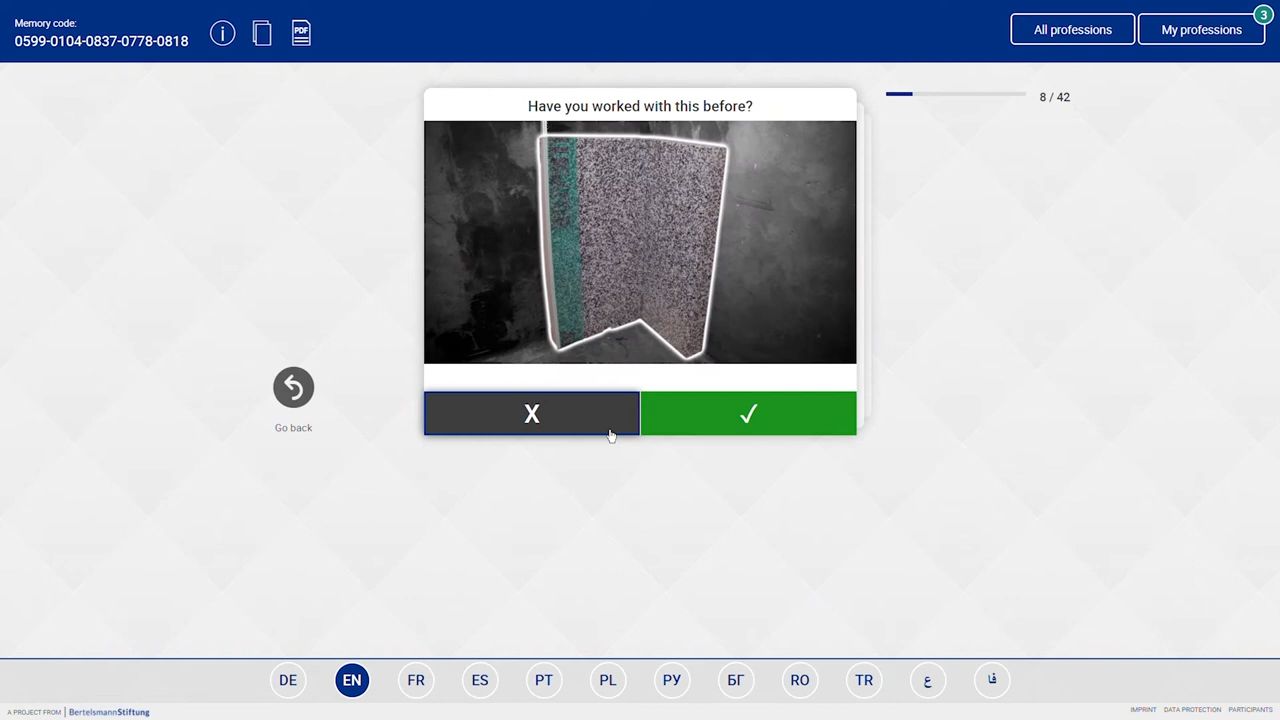 Memory code:
0599-0104-0837-0778-0818
i
PDF
All professions
My professions
3
Have you worked with this before?
8 / 42
Go back
X
✓
DE
EN
FR
ES
PT
PL
РУ
БГ
RO
TR
ع
فا
A PROJECT FROM | BertelsmannStiftung
IMPRINT DATA PROTECTION PARTICIPANTS